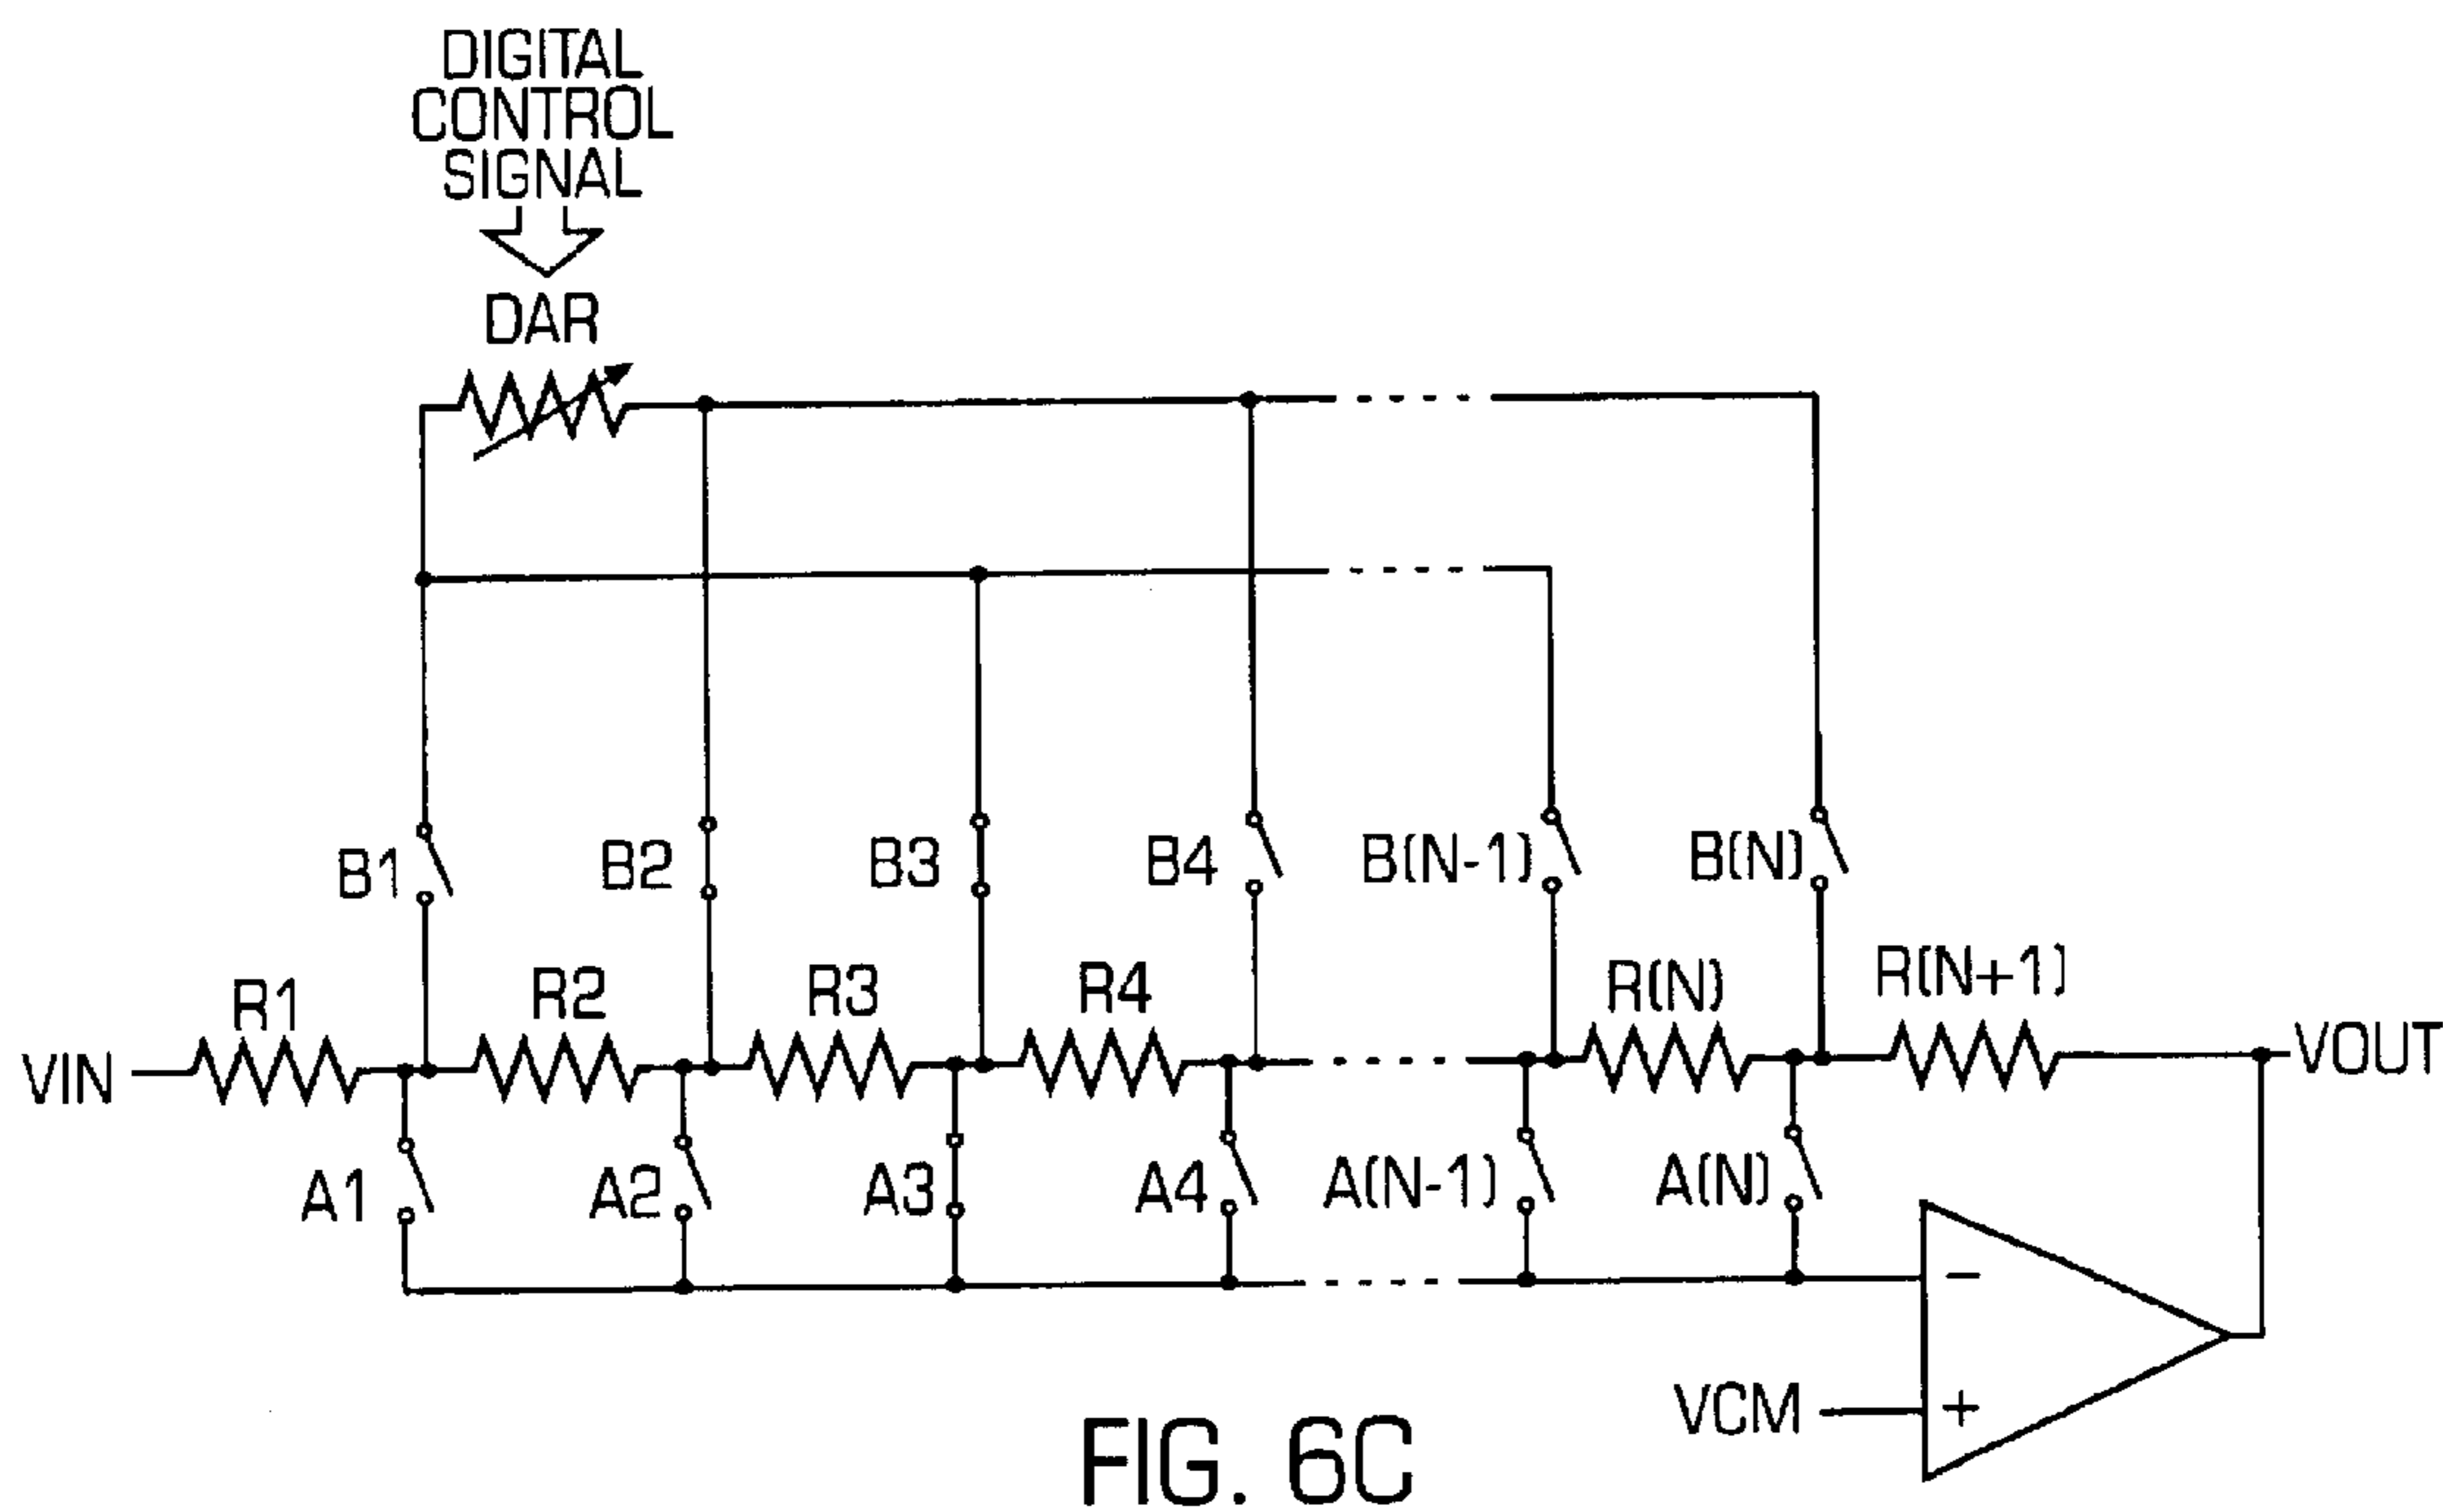 DIGITAL
CONTROL
SIGNAL
DAR
B1
B2
B3
B4
B(N-1)
B(N)
R1
R2
R3
R4
R(N)
R(N+1)
VIN
VOUT
A1
A2
A3
A4
A(N-1)
A(N)
−
VCM
+
FIG. 6C